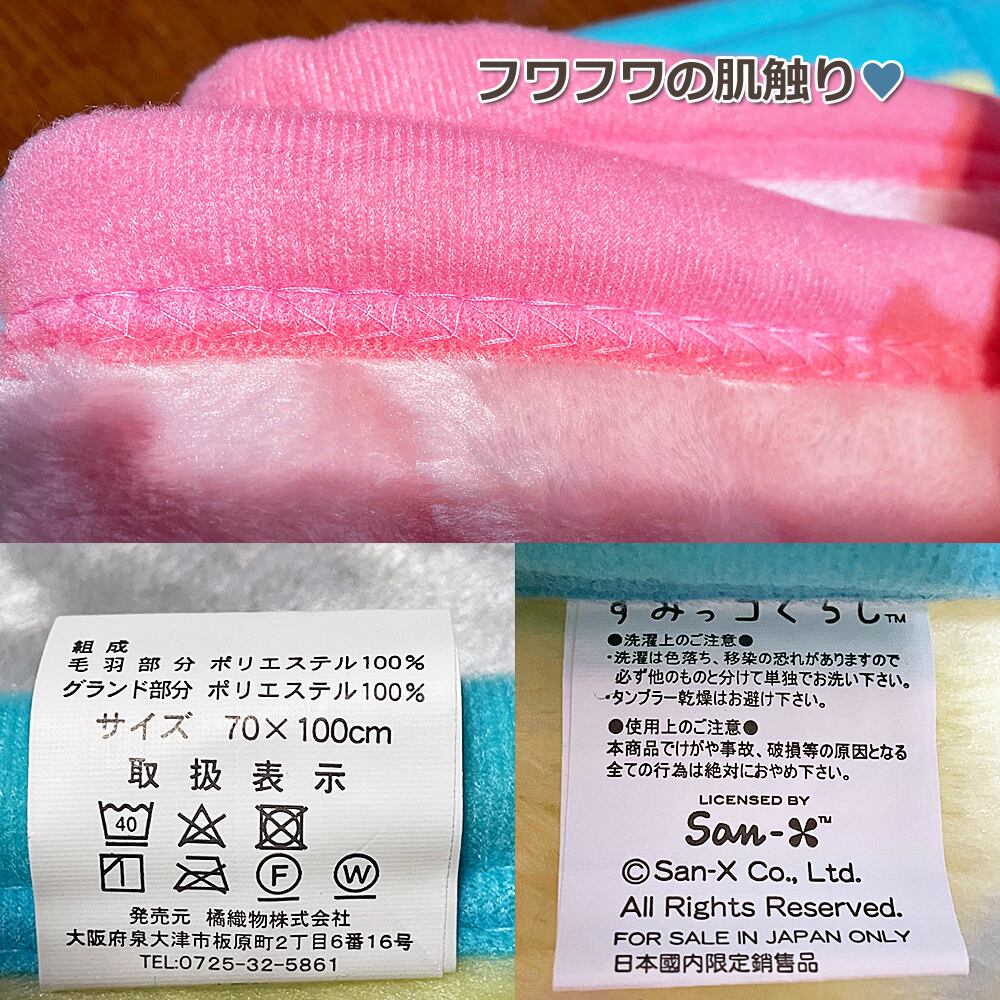 フワフワの肌触り♥
組成
毛羽部分 ポリエステル100%
グランド部分 ポリエステル100%
サイズ 70×100cm
取扱表示
40
F W
発売元 橘織物株式会社
大阪府泉大津市板原町2丁目6番16号
TEL:0725-32-5861
すみっコぐらし™
●洗濯上のご注意●
・洗濯は色落ち、移染の恐れがありますので
必ず他のものと分けて単独でお洗い下さい。
・タンブラー乾燥はお避け下さい。
●使用上のご注意●
本商品でけがや事故、破損等の原因となる
全ての行為は絶対におやめ下さい。
LICENSED BY
San-X™
©San-X Co., Ltd.
All Rights Reserved.
FOR SALE IN JAPAN ONLY
日本國内限定銷售品